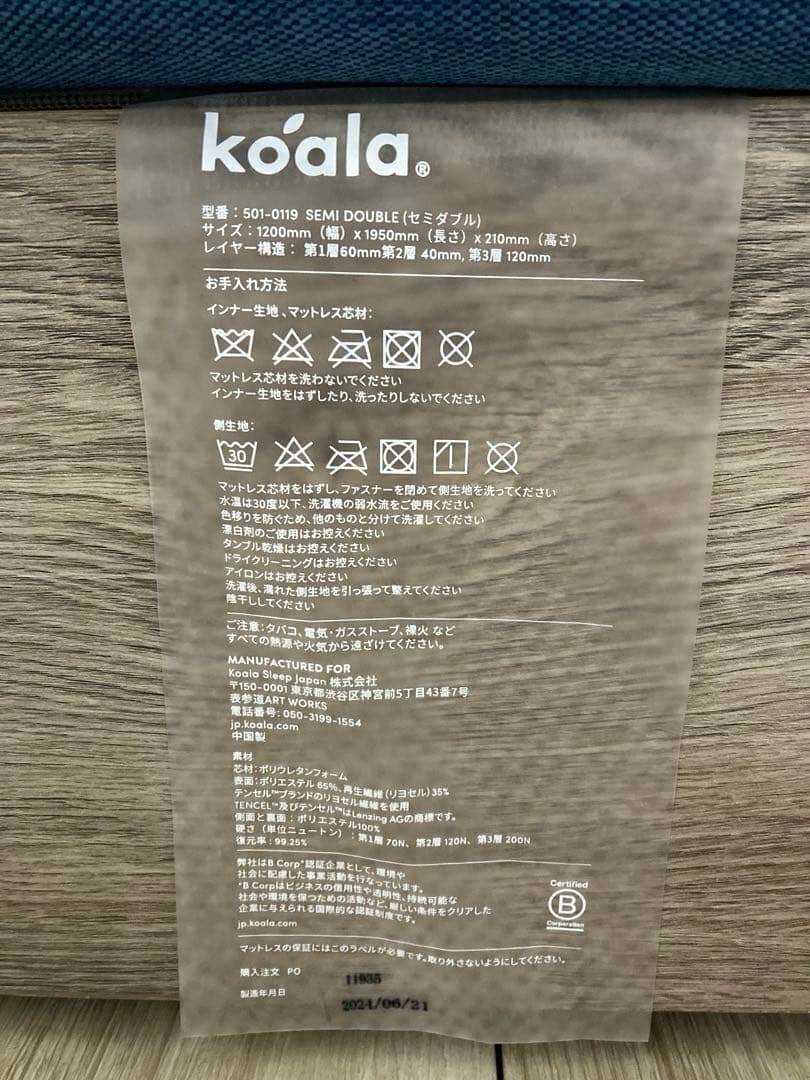 koala®
型番：501-0119 SEMI DOUBLE (セミダブル)
サイズ：1200mm（幅）x 1950mm（長さ）x 210mm（高さ）
レイヤー構造： 第1層60mm第2層 40mm, 第3層 120mm
お手入れ方法
インナー生地、マットレス芯材：
マットレス芯材を洗わないでください
インナー生地をはずしたり、洗ったりしないでください
側生地：
30
マットレス芯材をはずし、ファスナーを閉めて側生地を洗ってください
水温は30度以下、洗濯機の弱水流をご使用ください
色移りを防ぐため、他のものと分けて洗濯してください
漂白剤のご使用はお控えください
タンブル乾燥はお控えください
ドライクリーニングはお控えください
アイロンはお控えください
洗濯後、濡れた側生地を引っ張って整えてください
陰干ししてください
ご注意：タバコ、電気・ガスストーブ、裸火 など
すべての熱源や火気から遠ざけてください。
MANUFACTURED FOR
Koala Sleep Japan 株式会社
〒150-0001 東京都渋谷区神宮前5丁目43番7号
表参道ART WORKS
電話番号: 050-3199-1554
jp.koala.com
中国製
素材
芯材：ポリウレタンフォーム
表面：ポリエステル 65%、再生繊維（リヨセル）35%
テンセル™ブランドのリヨセル繊維を使用
TENCEL™及びテンセル™はLenzing AGの商標です。
側面と裏面：ポリエステル100%
硬さ（単位ニュートン）：第1層 70N、第2層 120N、第3層 200N
復元率：99.25%
弊社はB Corp*認証企業として、環境や
社会に配慮した事業活動を行なっています。
*B Corpはビジネスの信用性や透明性、持続可能な
社会や環境を保つための活動など、厳しい条件をクリアした
企業に与えられる国際的な認証制度です。
jp.koala.com
Certified
B
Corporation
マットレスの保証にはこのラベルが必要です。取り外さないようにしてください。
購入注文 PO 11935
製造年月日 2024/06/21